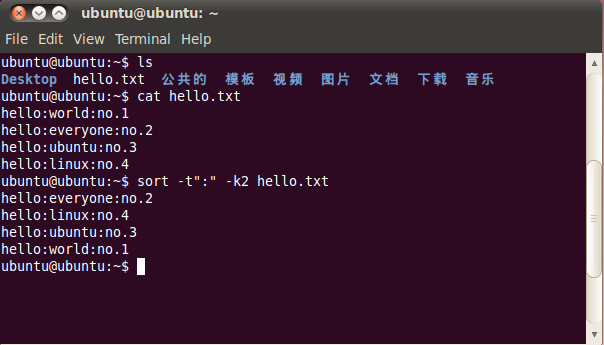 ubuntu@ubuntu: ~
File Edit View Terminal Help
ubuntu@ubuntu:~$ ls
Desktop hello.txt 公共的 模板 视频 图片 文档 下载 音乐
ubuntu@ubuntu:~$ cat hello.txt
hello:world:no.1
hello:everyone:no.2
hello:ubuntu:no.3
hello:linux:no.4
ubuntu@ubuntu:~$ sort -t":" -k2 hello.txt
hello:everyone:no.2
hello:linux:no.4
hello:ubuntu:no.3
hello:world:no.1
ubuntu@ubuntu:~$